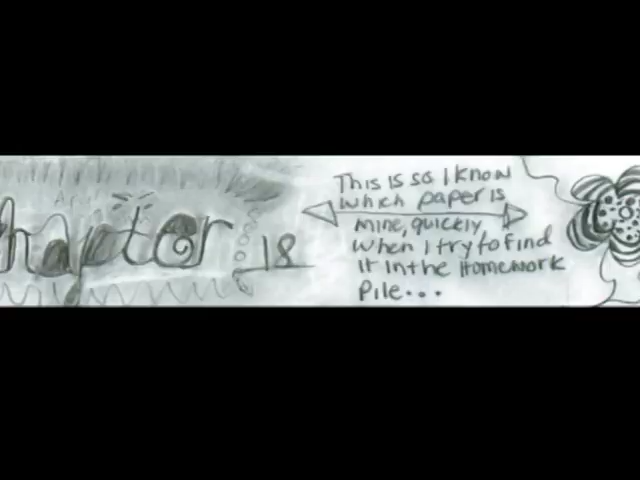 hapter 18
This is so I know
which paper is
mine, quickly,
when I try to find
it in the Homework
Pile...